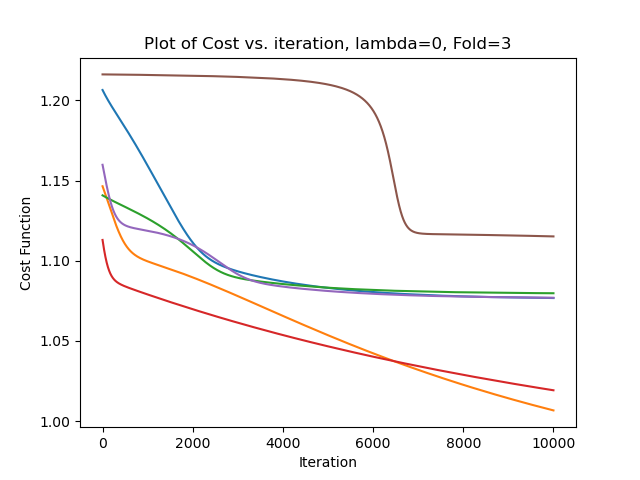 Plot of Cost vs. iteration, lambda=0, Fold=3
1.20
1.15
1.10
1.05
1.00
Cost Function
0 2000 4000 6000 8000 10000
Iteration